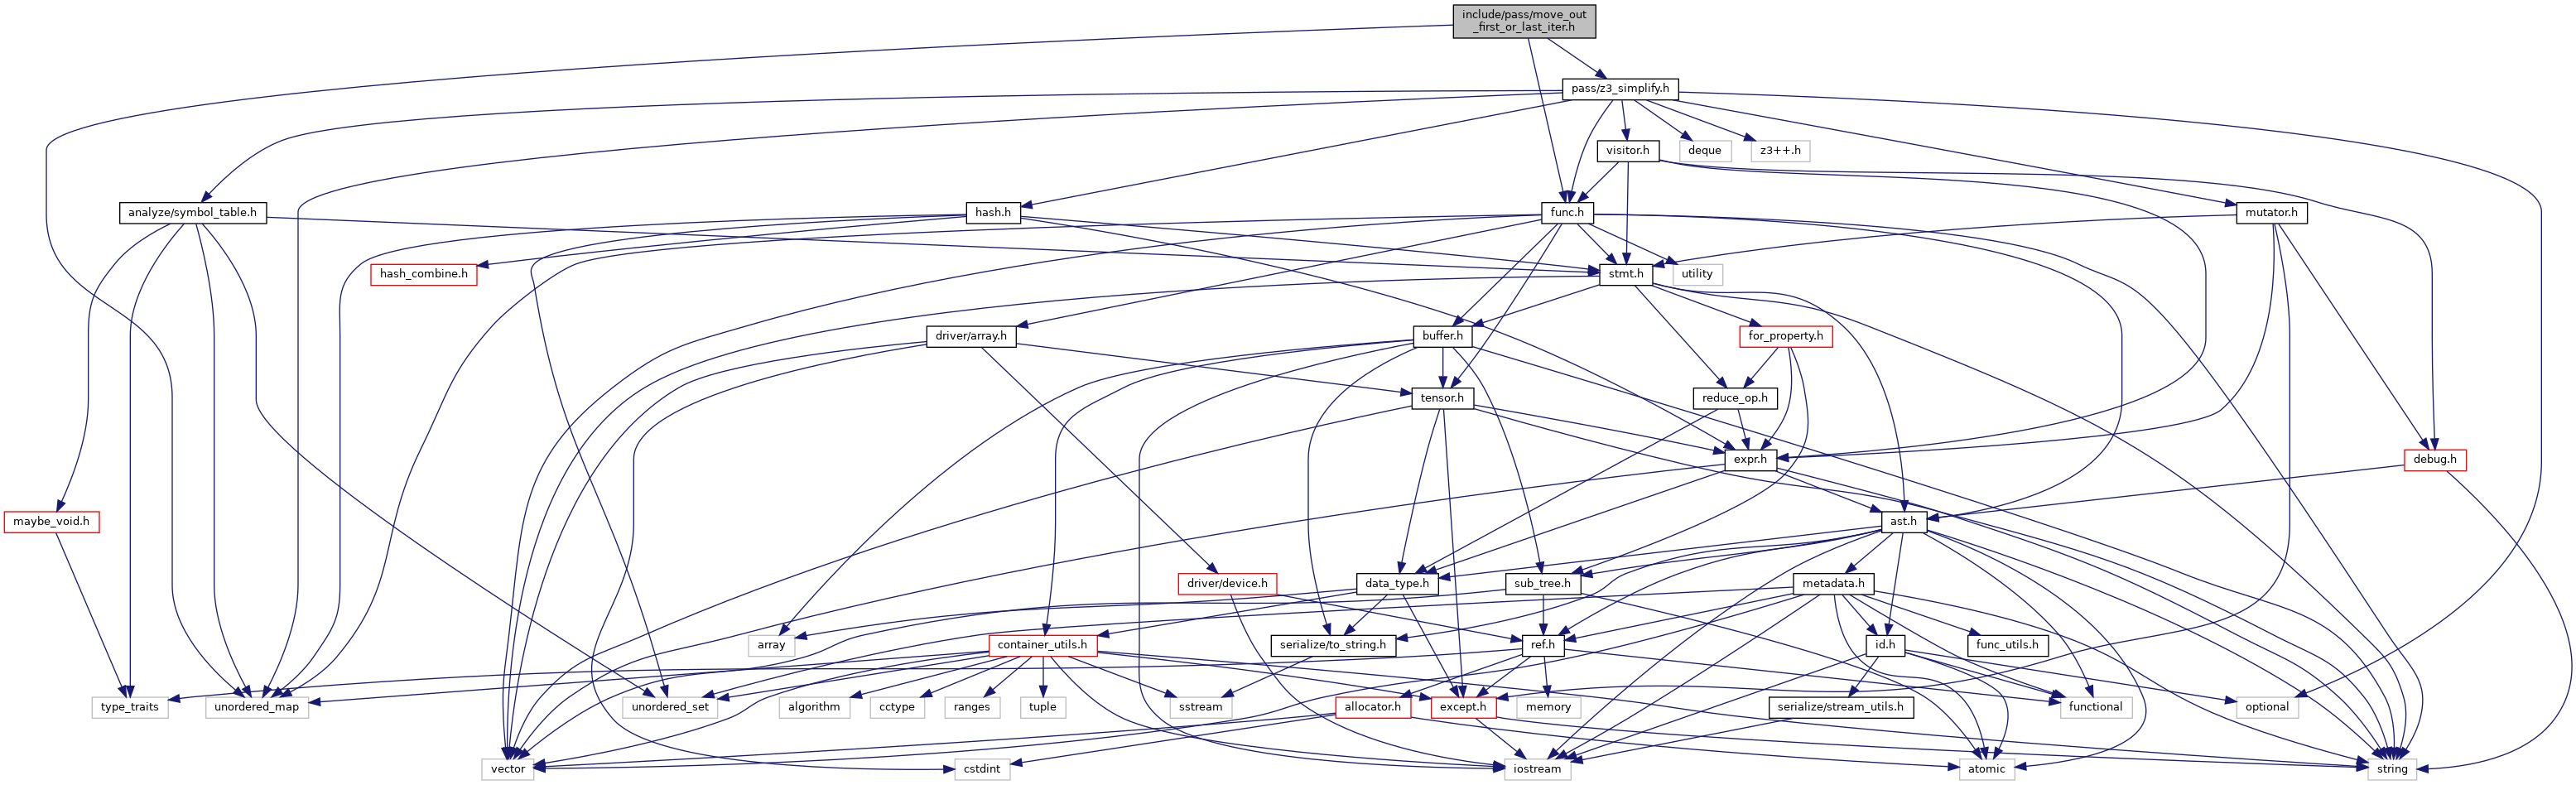 include/pass/move_out
_first_or_last_iter.h
pass/z3_simplify.h
visitor.h
deque
z3++.h
analyze/symbol_table.h
hash.h
func.h
mutator.h
hash_combine.h
stmt.h
utility
driver/array.h
buffer.h
for_property.h
tensor.h
reduce_op.h
expr.h
debug.h
maybe_void.h
ast.h
driver/device.h
data_type.h
sub_tree.h
metadata.h
array
container_utils.h
serialize/to_string.h
ref.h
id.h
func_utils.h
type_traits
unordered_map
unordered_set
algorithm
cctype
ranges
tuple
sstream
allocator.h
except.h
memory
serialize/stream_utils.h
functional
optional
vector
cstdint
iostream
atomic
string